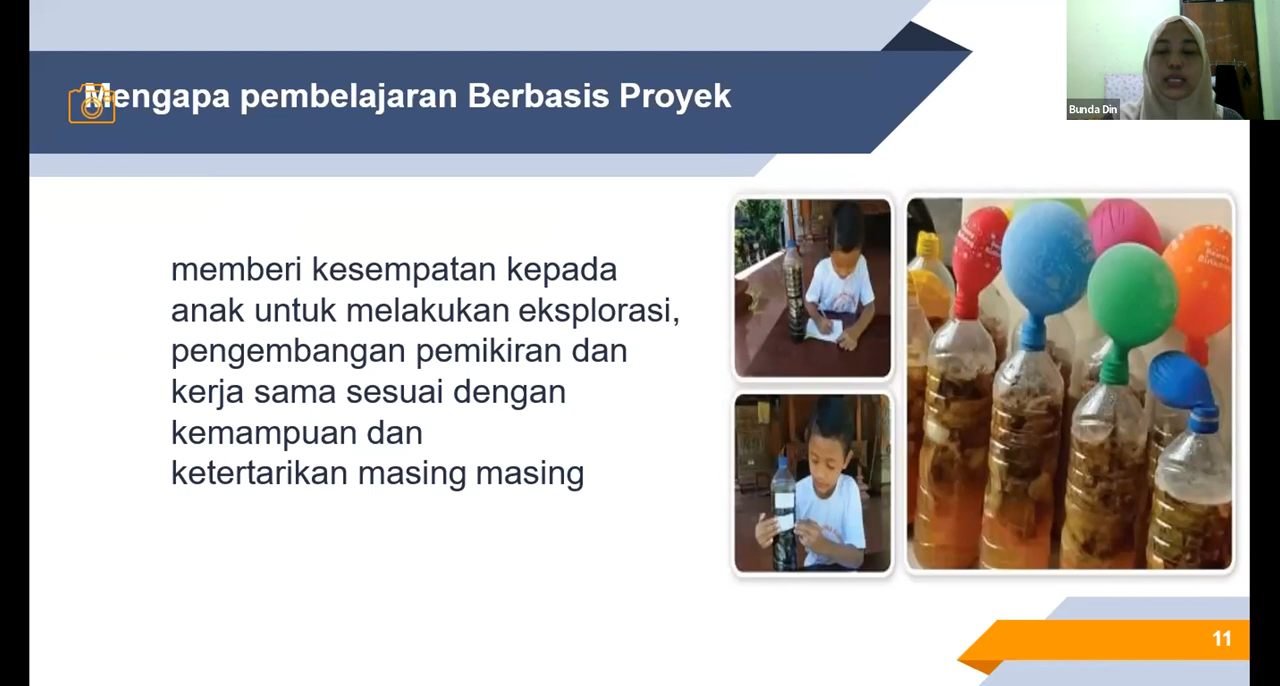 Mengapa pembelajaran Berbasis Proyek
Bunda Din
memberi kesempatan kepada
anak untuk melakukan eksplorasi,
pengembangan pemikiran dan
kerja sama sesuai dengan
kemampuan dan
ketertarikan masing masing
11